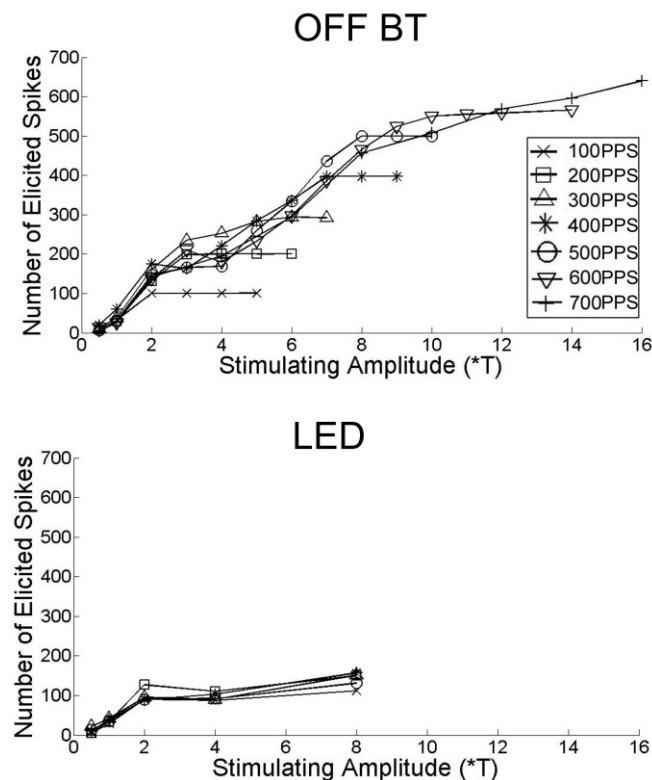 OFF BT
700
600
500
400
300
200
100
0
Number of Elicited Spikes
100PPS
200PPS
300PPS
400PPS
500PPS
600PPS
700PPS
0 2 4 6 8 10 12 14 16
Stimulating Amplitude (*T)
LED
700
600
500
400
300
200
100
0
Number of Elicited Spikes
0 2 4 6 8 10 12 14 16
Stimulating Amplitude (*T)